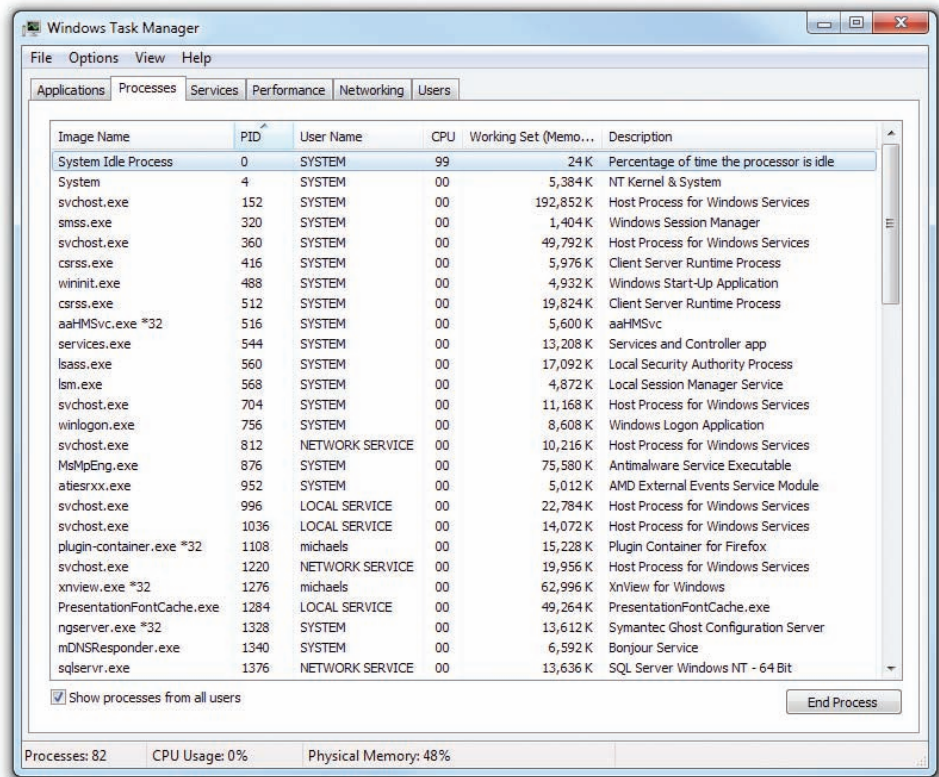 Windows Task Manager
File Options View Help
Applications Processes Services Performance Networking Users
Image Name PID User Name CPU Working Set (Memo... Description
System Idle Process 0 SYSTEM 99 24 K Percentage of time the processor is idle
System 4 SYSTEM 00 5,384 K NT Kernel & System
svchost.exe 152 SYSTEM 00 192,852 K Host Process for Windows Services
smss.exe 320 SYSTEM 00 1,404 K Windows Session Manager
svchost.exe 360 SYSTEM 00 49,792 K Host Process for Windows Services
csrss.exe 416 SYSTEM 00 5,976 K Client Server Runtime Process
wininit.exe 488 SYSTEM 00 4,932 K Windows Start-Up Application
csrss.exe 512 SYSTEM 00 19,824 K Client Server Runtime Process
aaHMSvc.exe *32 516 SYSTEM 00 5,600 K aaHMSvc
services.exe 544 SYSTEM 00 13,208 K Services and Controller app
lsass.exe 560 SYSTEM 00 17,092 K Local Security Authority Process
lsm.exe 568 SYSTEM 00 4,872 K Local Session Manager Service
svchost.exe 704 SYSTEM 00 11,168 K Host Process for Windows Services
winlogon.exe 756 SYSTEM 00 8,608 K Windows Logon Application
svchost.exe 812 NETWORK SERVICE 00 10,216 K Host Process for Windows Services
MsMpEng.exe 876 SYSTEM 00 75,580 K Antimalware Service Executable
atiesrxx.exe 952 SYSTEM 00 5,012 K AMD External Events Service Module
svchost.exe 996 LOCAL SERVICE 00 22,784 K Host Process for Windows Services
svchost.exe 1036 LOCAL SERVICE 00 14,072 K Host Process for Windows Services
plugin-container.exe *32 1108 michaels 00 15,228 K Plugin Container for Firefox
svchost.exe 1220 NETWORK SERVICE 00 19,956 K Host Process for Windows Services
xnview.exe *32 1276 michaels 00 62,996 K XnView for Windows
PresentationFontCache.exe 1284 LOCAL SERVICE 00 49,264 K PresentationFontCache.exe
ngserver.exe *32 1328 SYSTEM 00 13,612 K Symantec Ghost Configuration Server
mDNSResponder.exe 1340 SYSTEM 00 6,592 K Bonjour Service
sqlservr.exe 1376 NETWORK SERVICE 00 13,636 K SQL Server Windows NT - 64 Bit
Show processes from all users
End Process
Processes: 82 CPU Usage: 0% Physical Memory: 48%